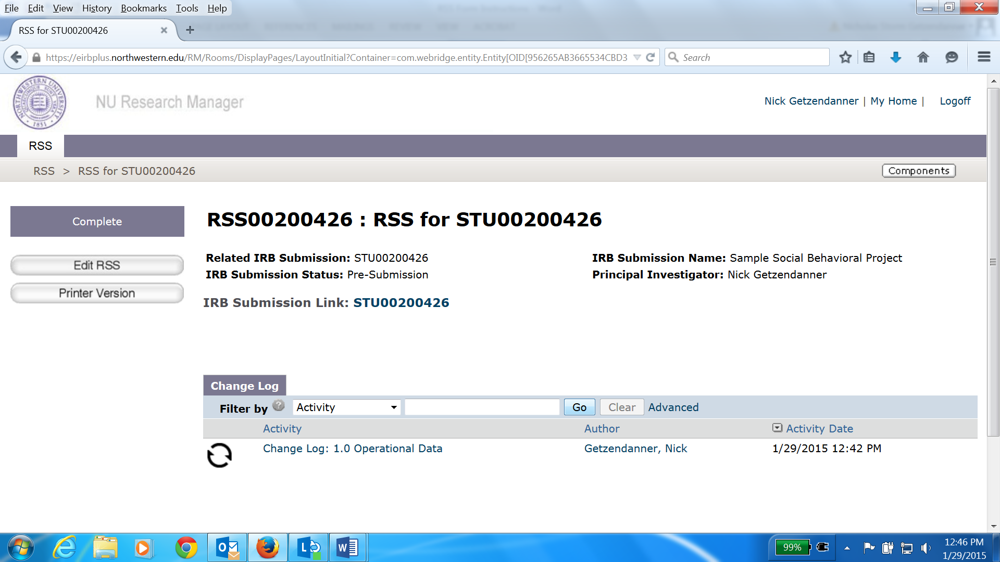 File Edit View History Bookmarks Tools Help
RSS for STU00200426
https://eirbplus.northwestern.edu/RM/Rooms/DisplayPages/LayoutInitial?Container=com.webridge.entity.Entity[OID[956265AB3665534CBD3
Search
NORTHWESTERN UNIVERSITY
1851
NU Research Manager
Nick Getzendanner | My Home | Logoff
RSS
RSS > RSS for STU00200426
Components
Complete
RSS00200426 : RSS for STU00200426
Edit RSS
Printer Version
Related IRB Submission: STU00200426
IRB Submission Name: Sample Social Behavioral Project
IRB Submission Status: Pre-Submission
Principal Investigator: Nick Getzendanner
IRB Submission Link: STU00200426
Change Log
Filter by ? Activity Go Clear Advanced
Activity Author Activity Date
Change Log: 1.0 Operational Data Getzendanner, Nick 1/29/2015 12:42 PM
99%
12:46 PM
1/29/2015